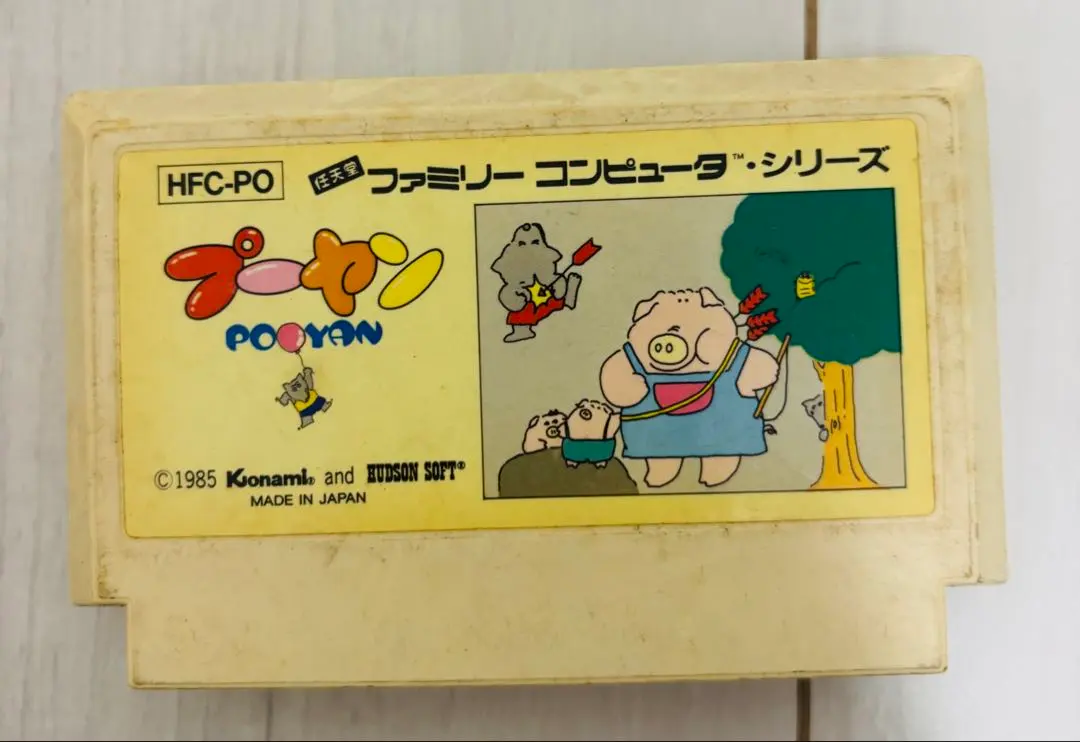 HFC-PO
任天堂 ファミリー コンピュータ™・シリーズ
プーヤン
POOYAN
©1985 Konami® and HUDSON SOFT®
MADE IN JAPAN